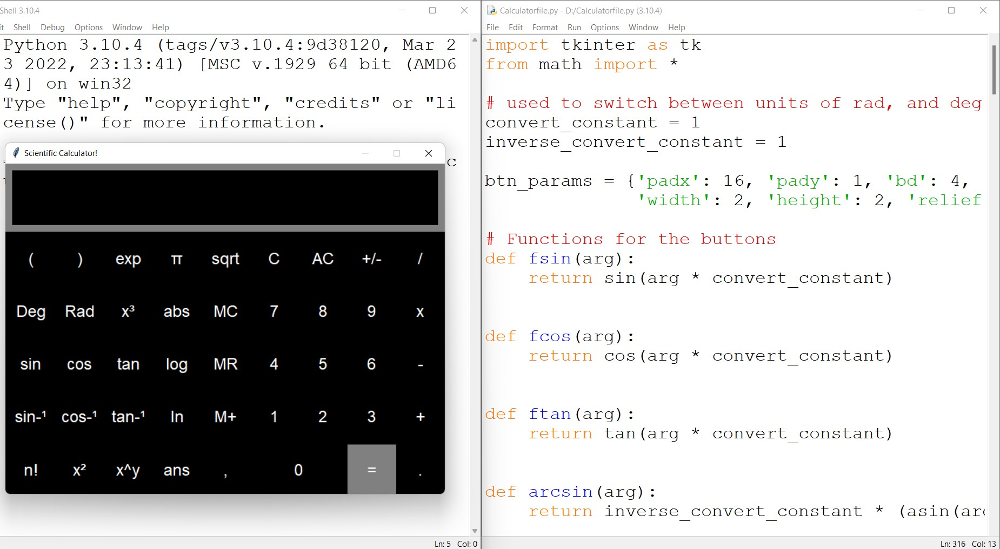 Shell 3.10.4
Shell Debug Options Window Help
Python 3.10.4 (tags/v3.10.4:9d38120, Mar 2
3 2022, 23:13:41) [MSC v.1929 64 bit (AMD6
4)] on win32
Type "help", "copyright", "credits" or "li
cense()" for more information.
Scientific Calculator!
( ) exp π sqrt C AC +/- /
Deg Rad x³ abs MC 7 8 9 x
sin cos tan log MR 4 5 6 -
sin-¹ cos-¹ tan-¹ ln M+ 1 2 3 +
n! x² x^y ans , 0 = .
Ln: 5 Col: 0
Calculatorfile.py - D:/Calculatorfile.py (3.10.4)
File Edit Format Run Options Window Help
import tkinter as tk
from math import *
# used to switch between units of rad, and deg
convert_constant = 1
inverse_convert_constant = 1
btn_params = {'padx': 16, 'pady': 1, 'bd': 4,
'width': 2, 'height': 2, 'relief
# Functions for the buttons
def fsin(arg):
return sin(arg * convert_constant)
def fcos(arg):
return cos(arg * convert_constant)
def ftan(arg):
return tan(arg * convert_constant)
def arcsin(arg):
return inverse_convert_constant * (asin(ar
Ln: 316 Col: 13